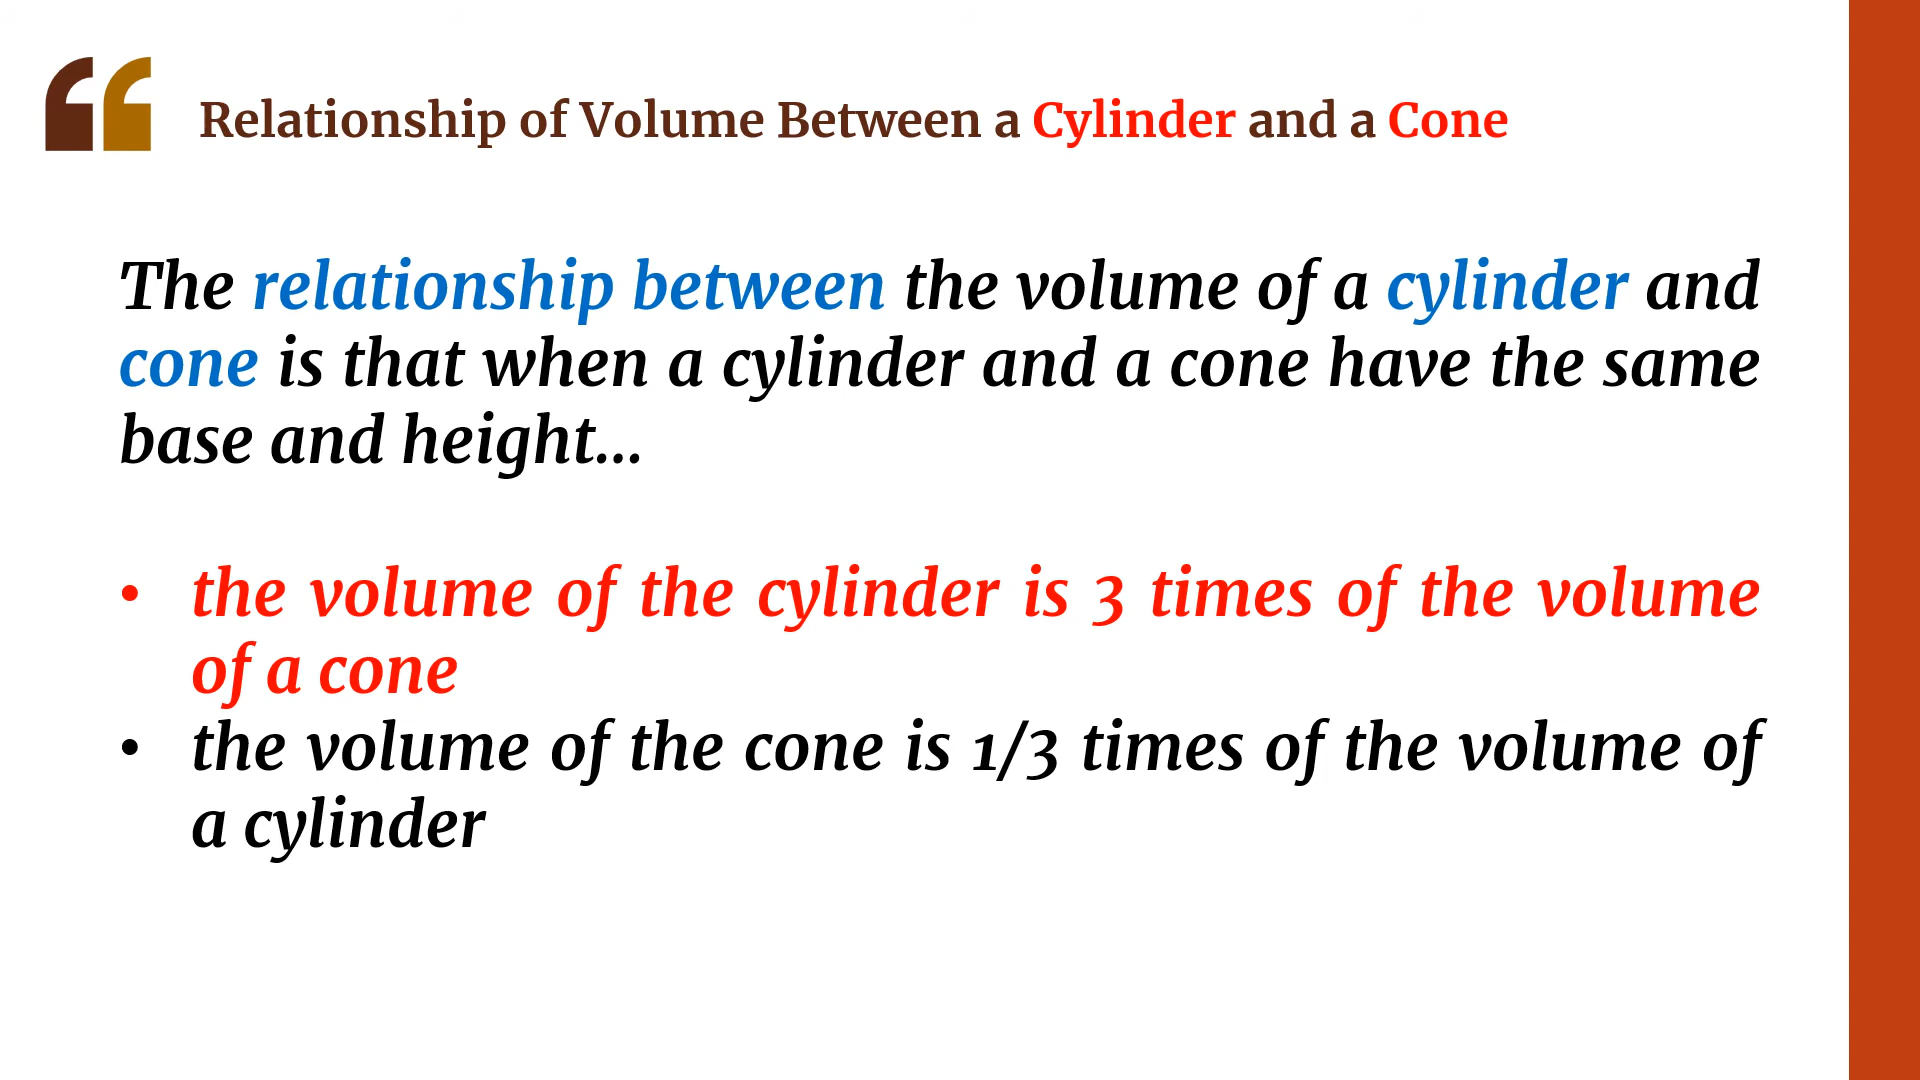 Relationship of Volume Between a Cylinder and a Cone
The relationship between the volume of a cylinder and
cone is that when a cylinder and a cone have the same
base and height...
• the volume of the cylinder is 3 times of the volume
of a cone
• the volume of the cone is 1/3 times of the volume of
a cylinder